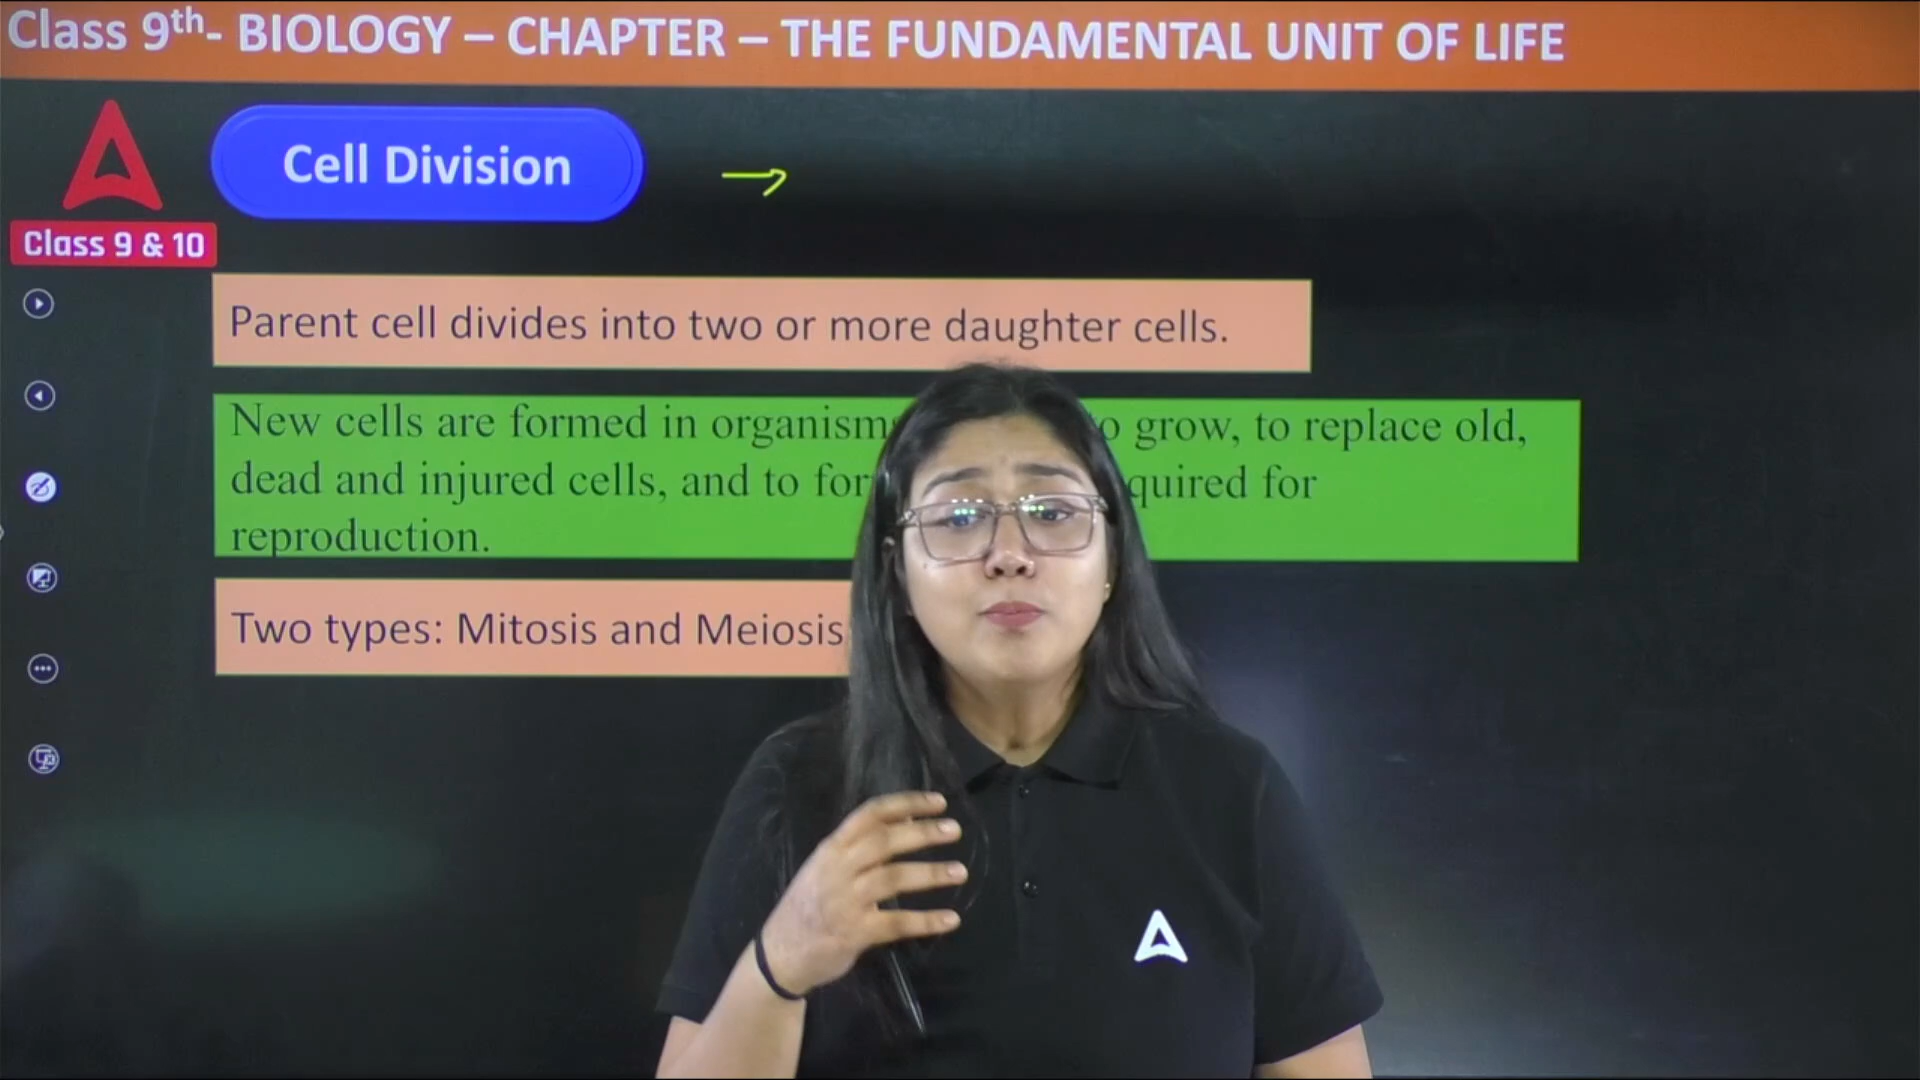 Class 9th- BIOLOGY – CHAPTER – THE FUNDAMENTAL UNIT OF LIFE
Cell Division
Class 9 & 10
Parent cell divides into two or more daughter cells.
New cells are formed in organism grow, to replace old,
dead and injured cells, and to for quired for
reproduction.
Two types: Mitosis and Meiosis